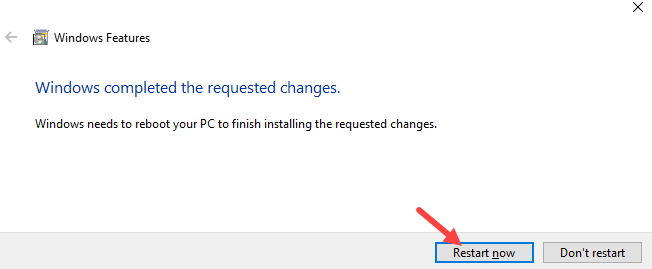 Windows Features
Windows completed the requested changes.
Windows needs to reboot your PC to finish installing the requested changes.
Restart now
Don't restart